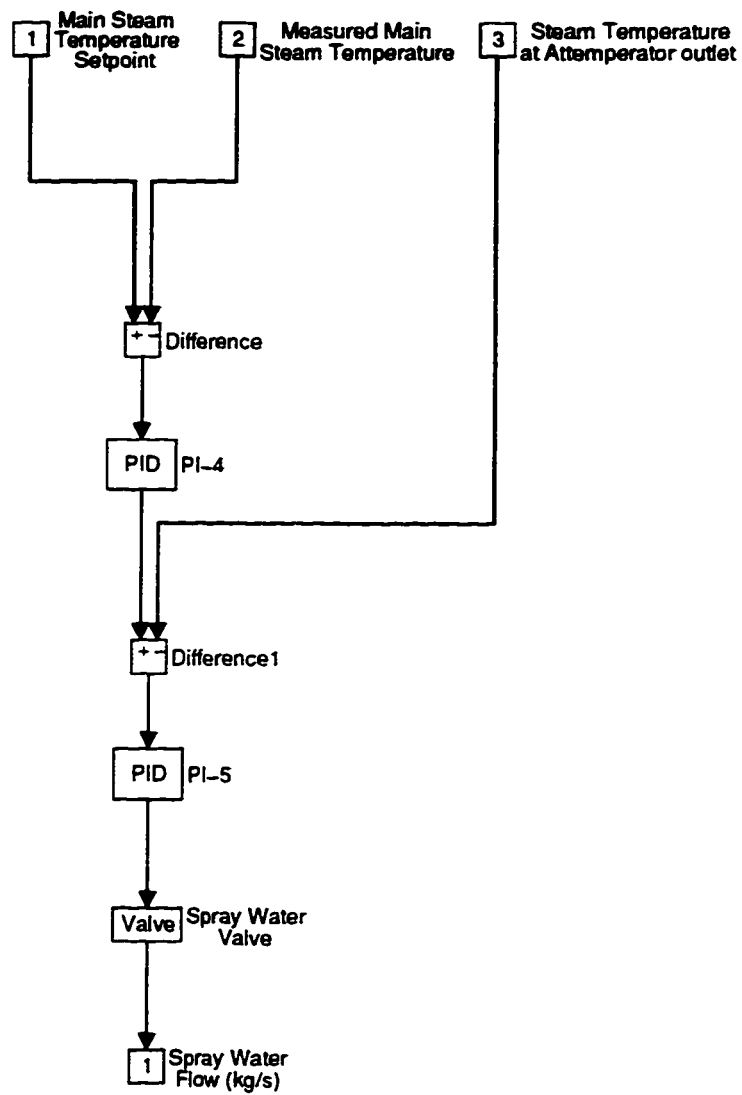 1
Main Steam
Temperature
Setpoint
2
Measured Main
Steam Temperature
3
Steam Temperature
at Attemperator outlet
+ −
Difference
PID
PI-4
+ −
Difference1
PID
PI-5
Valve
Spray Water
Valve
1
Spray Water
Flow (kg/s)